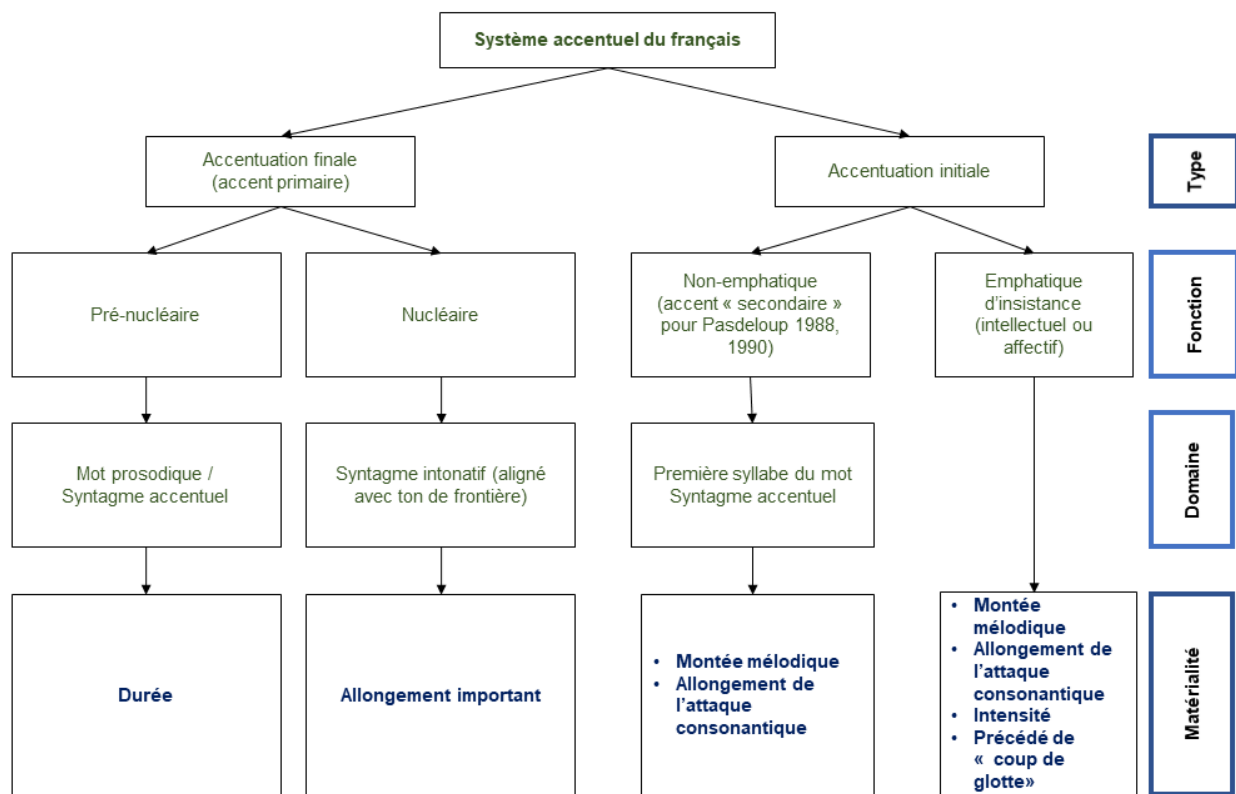 Système accentuel du français
Accentuation finale
(accent primaire)
Accentuation initiale
Type
Pré-nucléaire
Nucléaire
Non-emphatique
(accent « secondaire »
pour Pasdeloup 1988,
1990)
Emphatique
d’insistance
(intellectuel ou
affectif)
Fonction
Mot prosodique /
Syntagme accentuel
Syntagme intonatif (aligné
avec ton de frontière)
Première syllabe du mot
Syntagme accentuel
Domaine
Durée
Allongement important
• Montée mélodique
• Allongement de
l’attaque
consonantique
• Montée
mélodique
• Allongement de
l’attaque
consonantique
• Intensité
• Précédé de
« coup de
glotte»
Matérialité